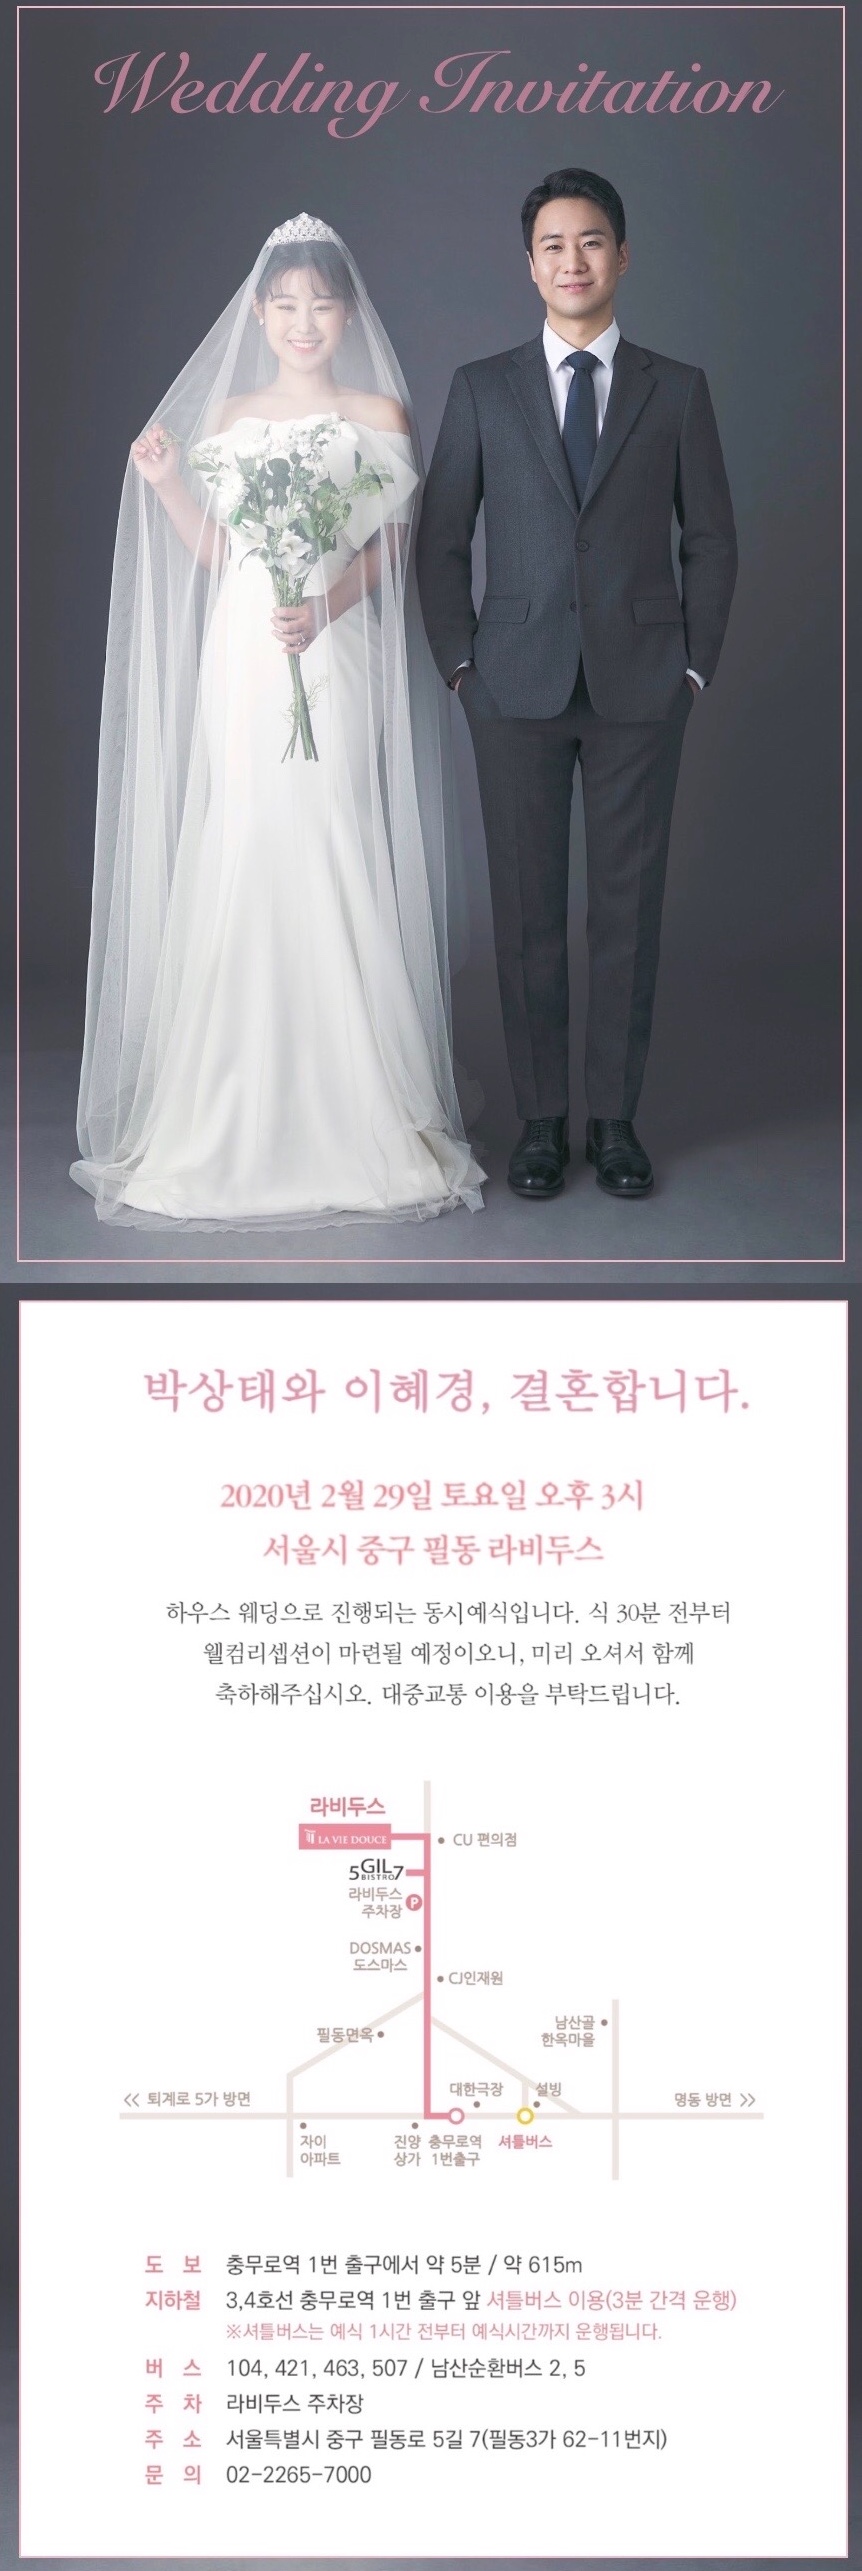 Wedding Invitation
박상태와 이혜경, 결혼합니다.
2020년 2월 29일 토요일 오후 3시
서울시 중구 필동 라비두스
하우스 웨딩으로 진행되는 동시예식입니다. 식 30분 전부터
웰컴리셉션이 마련될 예정이오니, 미리 오셔서 함께
축하해주십시오. 대중교통 이용을 부탁드립니다.
라비두스
LA VIE DOUCE
CU 편의점
5GIL7
BISTRO
라비두스
주차장
P
DOSMAS
도스마스
CJ인재원
필동면옥
남산골
한옥마을
대한극장
설빙
<< 퇴계로 5가 방면
명동 방면 >>
자이
아파트
진양
상가
충무로역
1번출구
셔틀버스
도 보 충무로역 1번 출구에서 약 5분 / 약 615m
지하철 3,4호선 충무로역 1번 출구 앞 셔틀버스 이용(3분 간격 운행)
※셔틀버스는 예식 1시간 전부터 예식시간까지 운행됩니다.
버 스 104, 421, 463, 507 / 남산순환버스 2, 5
주 차 라비두스 주차장
주 소 서울특별시 중구 필동로 5길 7(필동3가 62-11번지)
문 의 02-2265-7000